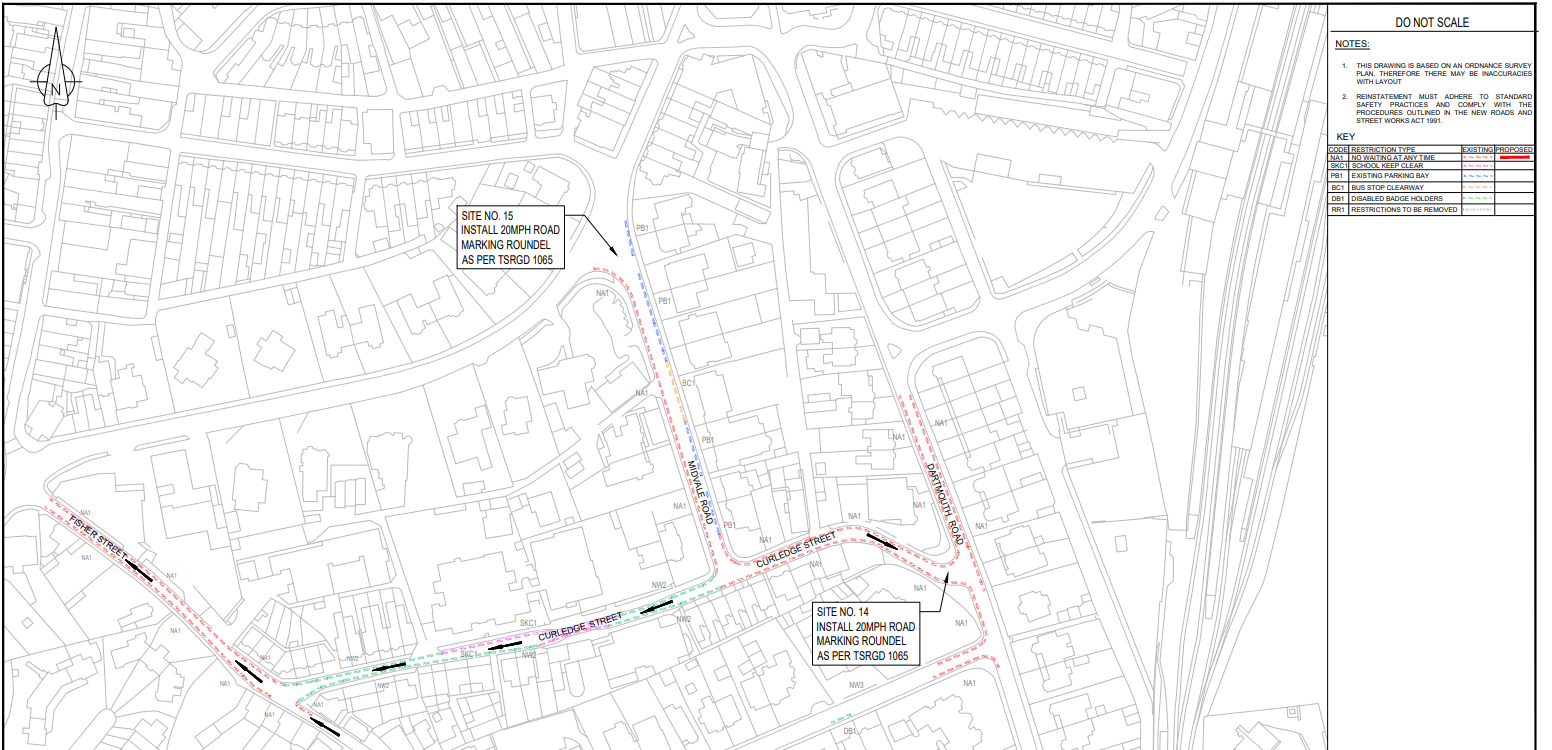 N
SITE NO. 15
INSTALL 20MPH ROAD
MARKING ROUNDEL
AS PER TSRGD 1065
PB1
NA1
PB1
BC1
NA1
PB1
MIDVALE ROAD
NA1
PB1
NA1
NA1
NA1
DARTMOUTH ROAD
NA1
NA1
NA1
CURLEDGE STREET
NA1
NA1
NA1
SITE NO. 14
INSTALL 20MPH ROAD
MARKING ROUNDEL
AS PER TSRGD 1065
NW2
NW2
SKC1
CURLEDGE STREET
SKC1
NW2
NW2
NW2
NA1
FISHER STREET
NA1
NA1
NA1
NA1
NA1
NA1
NA1
NW3
NA1
DB1
DO NOT SCALE
NOTES:
1. THIS DRAWING IS BASED ON AN ORDNANCE SURVEY
PLAN, THEREFORE THERE MAY BE INACCURACIES
WITH LAYOUT
2. REINSTATEMENT MUST ADHERE TO STANDARD
SAFETY PRACTICES AND COMPLY WITH THE
PROCEDURES OUTLINED IN THE NEW ROADS AND
STREET WORKS ACT 1991.
KEY
CODE RESTRICTION TYPE EXISTING PROPOSED
NA1 NO WAITING AT ANY TIME
SKC1 SCHOOL KEEP CLEAR
PB1 EXISTING PARKING BAY
BC1 BUS STOP CLEARWAY
DB1 DISABLED BADGE HOLDERS
RR1 RESTRICTIONS TO BE REMOVED